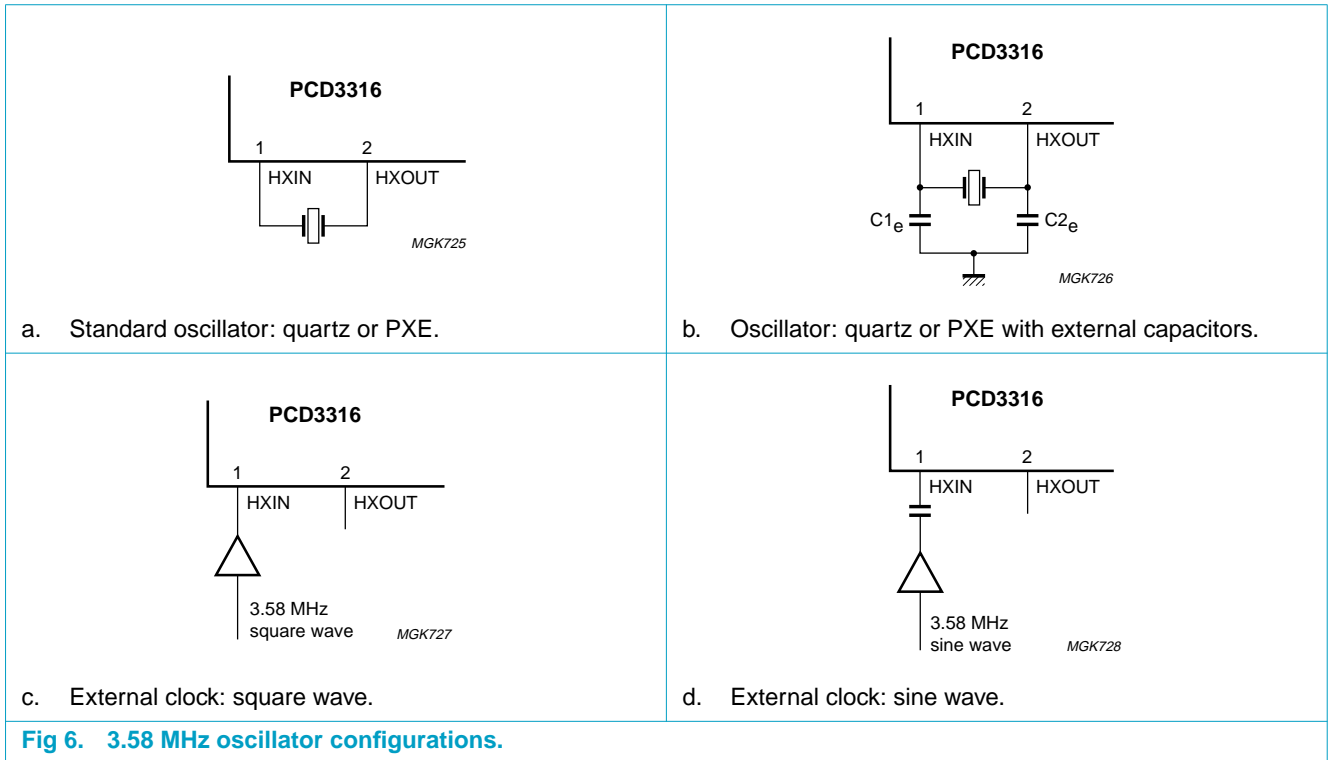 PCD3316
1 2
HXIN HXOUT
MGK725
a. Standard oscillator: quartz or PXE.
PCD3316
1 2
HXIN HXOUT
C1e C2e
MGK726
b. Oscillator: quartz or PXE with external capacitors.
PCD3316
1 2
HXIN HXOUT
3.58 MHz
square wave MGK727
c. External clock: square wave.
PCD3316
1 2
HXIN HXOUT
3.58 MHz
sine wave MGK728
d. External clock: sine wave.
Fig 6. 3.58 MHz oscillator configurations.